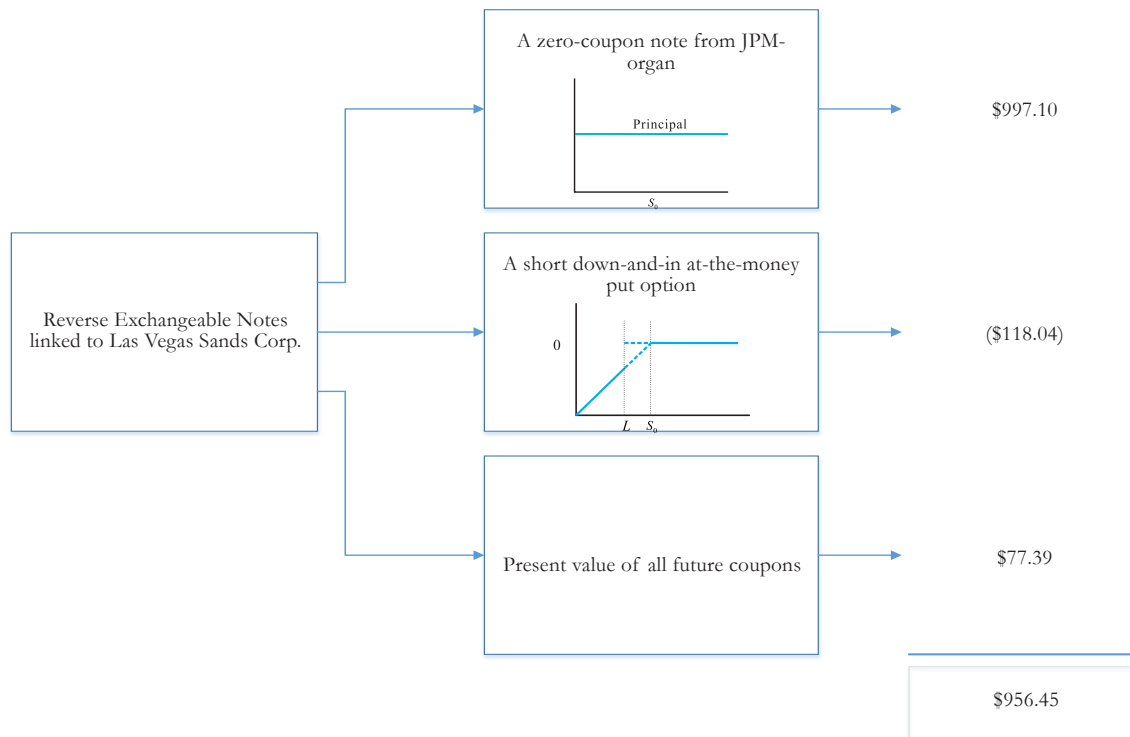 A zero-coupon note from JPM-
organ
Principal
S₀
$997.10
Reverse Exchangeable Notes
linked to Las Vegas Sands Corp.
A short down-and-in at-the-money
put option
0
L S₀
($118.04)
Present value of all future coupons
$77.39
$956.45